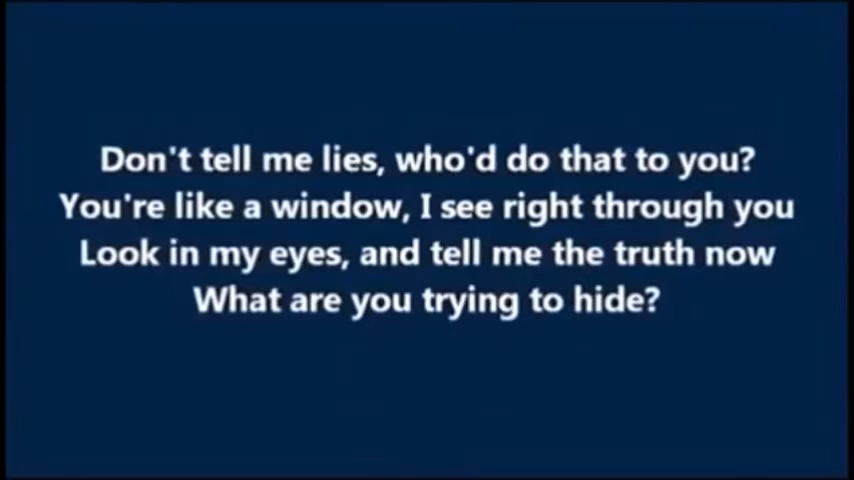 Don't tell me lies, who'd do that to you?
You're like a window, I see right through you
Look in my eyes, and tell me the truth now
What are you trying to hide?